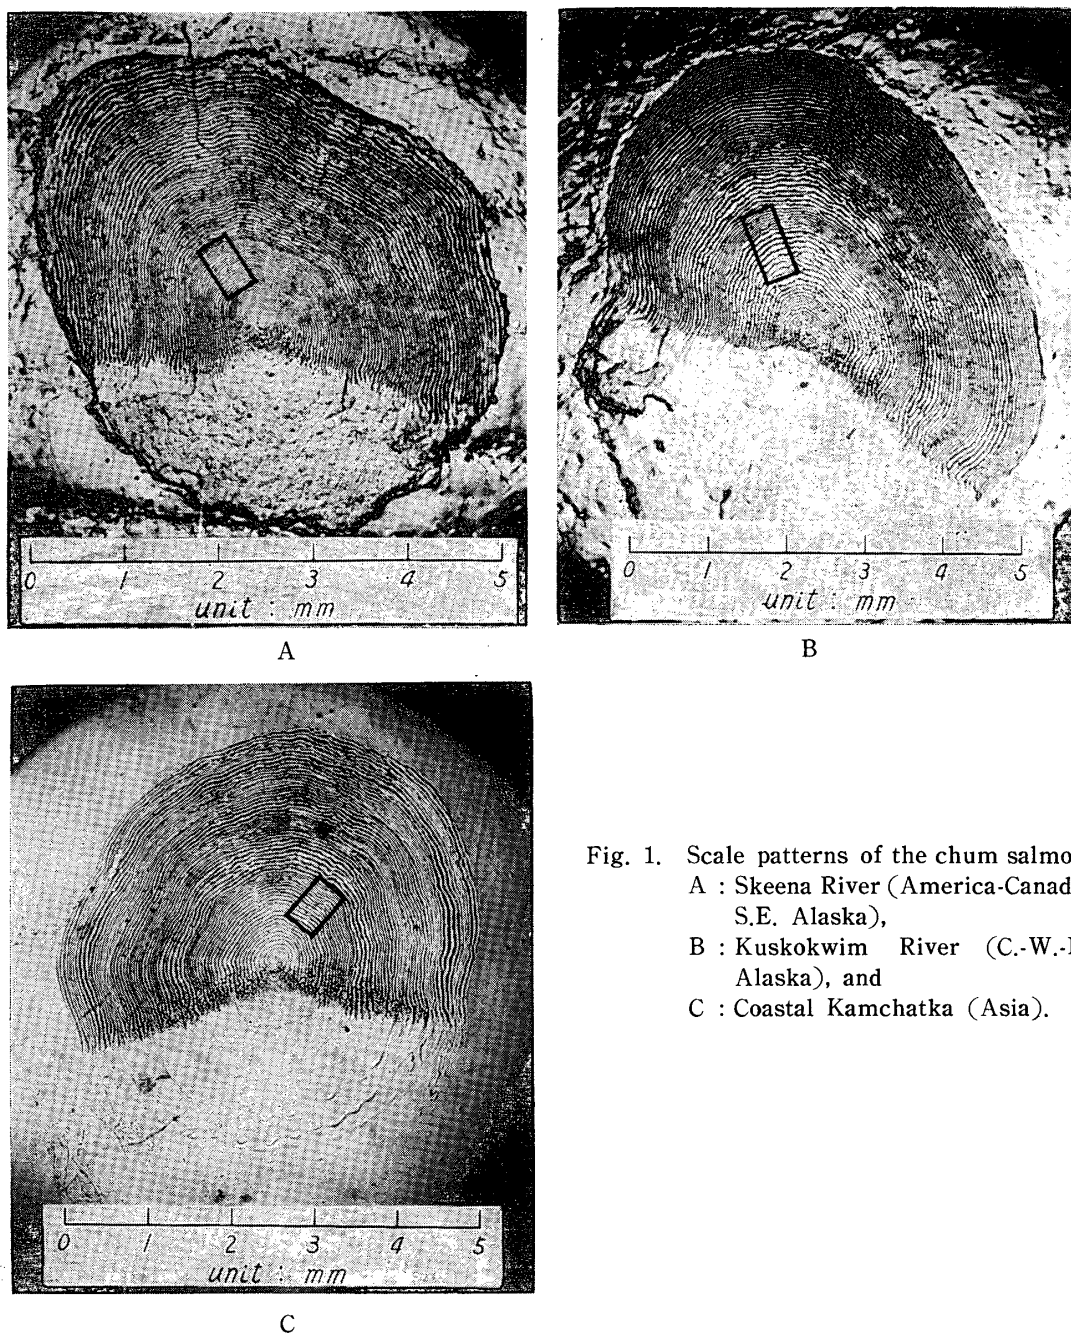 0 1 2 3 4 5
unit : mm
A
0 1 2 3 4 5
unit : mm
B
0 1 2 3 4 5
unit : mm
C
Fig. 1. Scale patterns of the chum
A : Skeena River (America-
S.E. Alaska),
B : Kuskokwim River (C.-W.-
Alaska), and
C : Coastal Kamchatka (Asia).